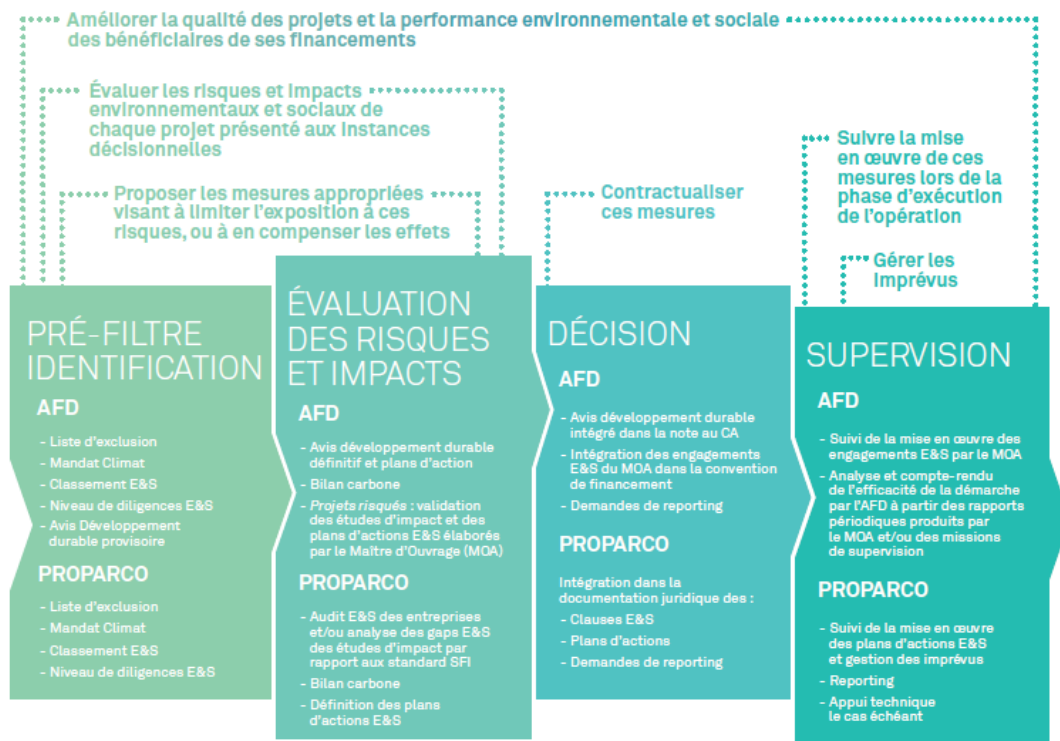 Améliorer la qualité des projets et la performance environnementale et sociale
des bénéficiaires de ses financements
Évaluer les risques et impacts
environnementaux et sociaux de
chaque projet présenté aux instances
décisionnelles
Proposer les mesures appropriées
visant à limiter l'exposition à ces
risques, ou à en compenser les effets
Contractualiser
ces mesures
Suivre la mise
en œuvre de ces
mesures lors de la
phase d'exécution
de l'opération
Gérer les
imprévus
PRÉ-FILTRE
IDENTIFICATION
AFD
- Liste d'exclusion
- Mandat Climat
- Classement E&S
- Niveau de diligences E&S
- Avis Développement
durable provisoire
PROPARCO
- Liste d'exclusion
- Mandat Climat
- Classement E&S
- Niveau de diligences E&S
ÉVALUATION
DES RISQUES
ET IMPACTS
AFD
- Avis développement durable
définitif et plans d'action
- Bilan carbone
- Projets risqués : validation
des études d'impact et des
plans d'actions E&S élaborés
par le Maître d'Ouvrage (MOA)
PROPARCO
- Audit E&S des entreprises
et/ou analyse des gaps E&S
des études d'impact par
rapport aux standard SFI
- Bilan carbone
- Définition des plans
d'actions E&S
DÉCISION
AFD
- Avis développement durable
intégré dans la note au CA
- Intégration des engagements
E&S du MOA dans la convention
de financement
- Demandes de reporting
PROPARCO
Intégration dans la
documentation juridique des :
- Clauses E&S
- Plans d'actions
- Demandes de reporting
SUPERVISION
AFD
- Suivi de la mise en œuvre des
engagements E&S par le MOA
- Analyse et compte-rendu
de l'efficacité de la démarche
par l'AFD à partir des rapports
périodiques produits par
le MOA et/ou des missions
de supervision
PROPARCO
- Suivi de la mise en œuvre
des plans d'actions E&S
et gestion des imprévus
- Reporting
- Appui technique
le cas échéant